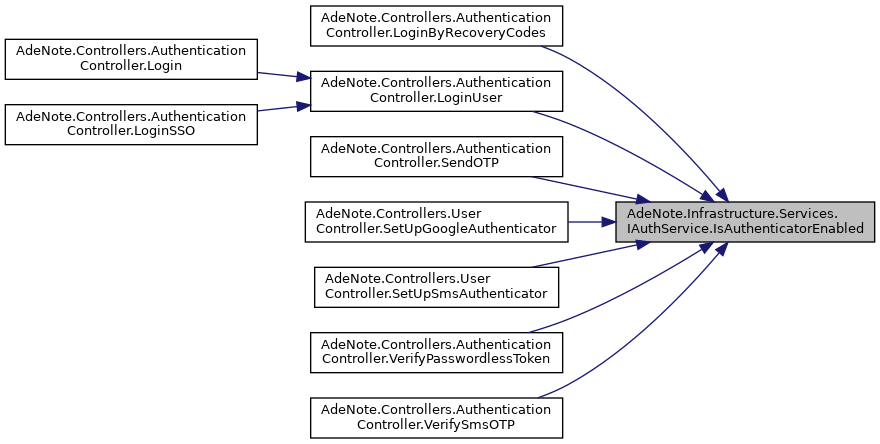 AdeNote.Controllers.Authentication
Controller.LoginByRecoveryCodes
AdeNote.Controllers.Authentication
Controller.Login
AdeNote.Controllers.Authentication
Controller.LoginUser
AdeNote.Controllers.Authentication
Controller.LoginSSO
AdeNote.Controllers.Authentication
Controller.SendOTP
AdeNote.Controllers.User
Controller.SetUpGoogleAuthenticator
AdeNote.Infrastructure.Services.
IAuthService.IsAuthenticatorEnabled
AdeNote.Controllers.User
Controller.SetUpSmsAuthenticator
AdeNote.Controllers.Authentication
Controller.VerifyPasswordlessToken
AdeNote.Controllers.Authentication
Controller.VerifySmsOTP